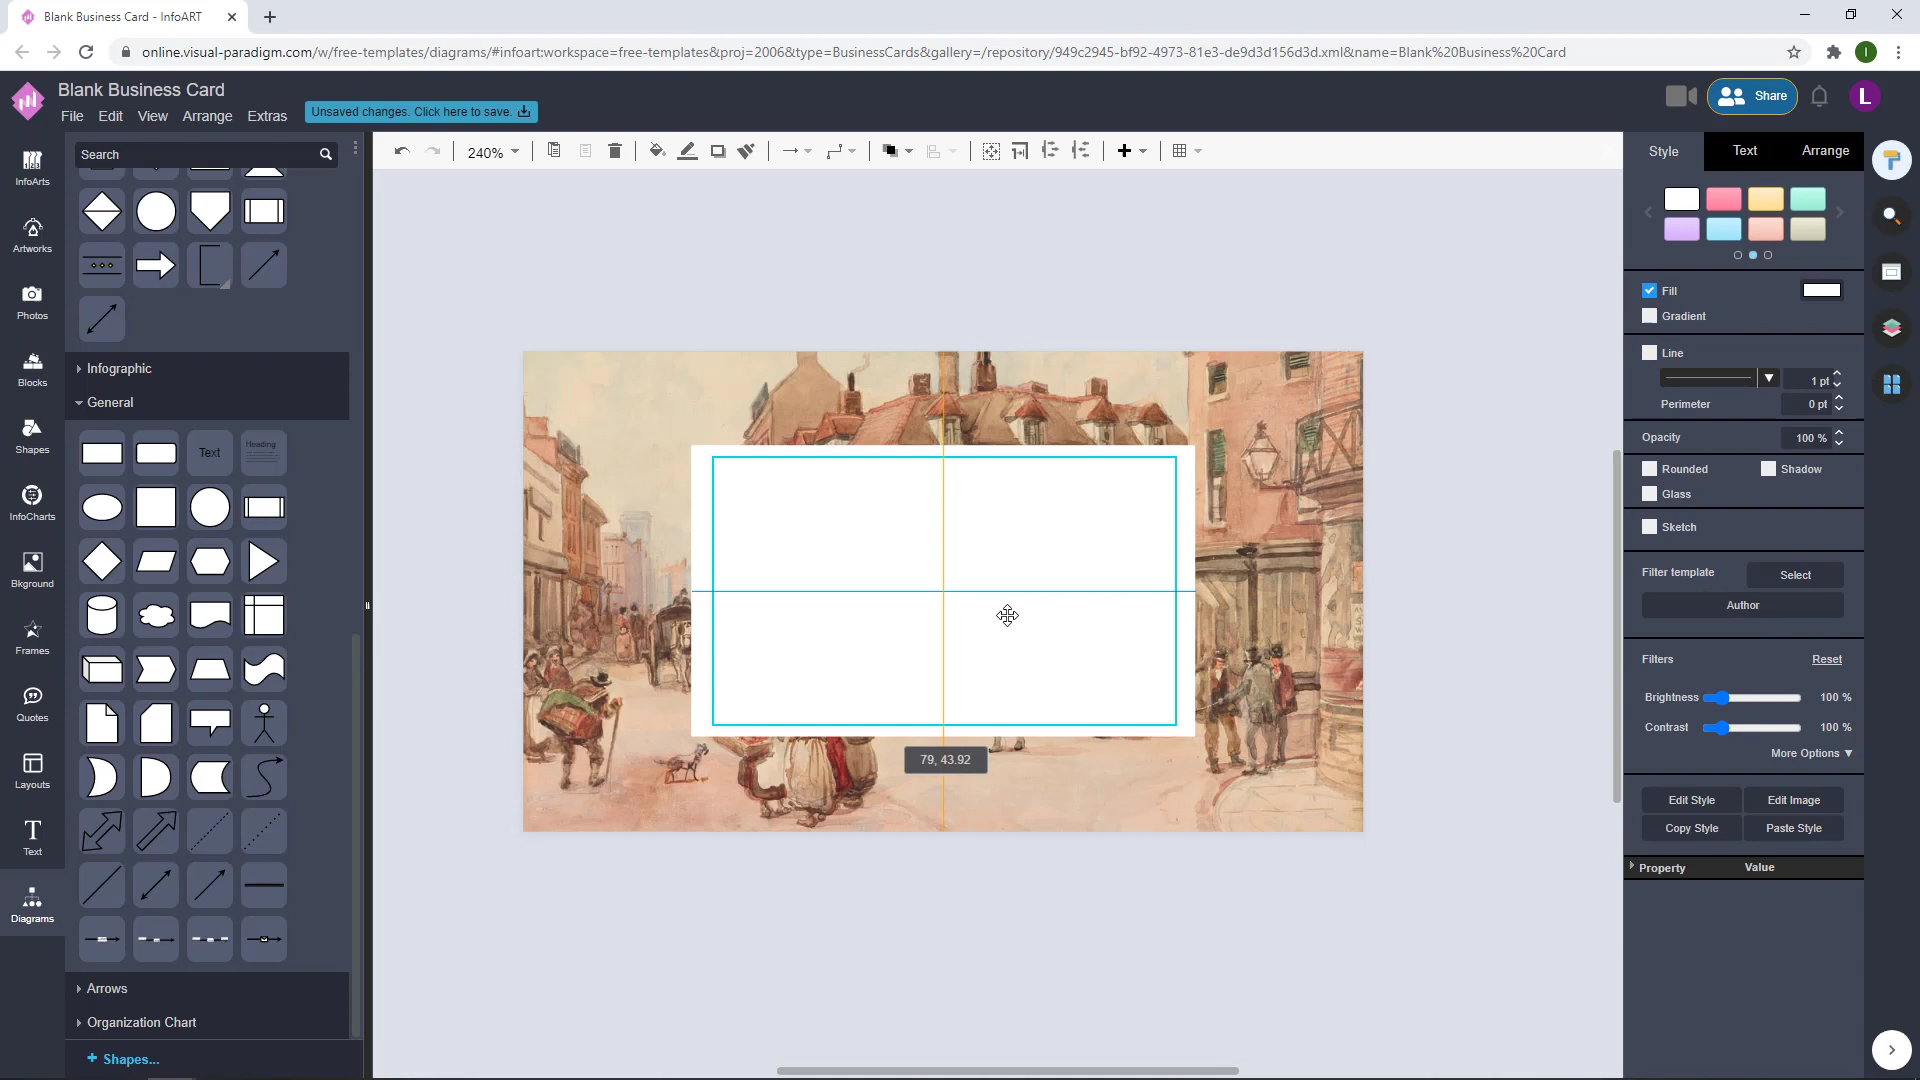 Blank Business Card - InfoART
online.visual-paradigm.com/w/free-templates/diagrams/#infoart:workspace=free-templates&proj=2006&type=BusinessCards&gallery=/repository/949c2945-bf92-4973-81e3-de9d3d156d3d.xml&name=Blank%20Business%20Card
I
Blank Business Card
File Edit View Arrange Extras
Unsaved changes. Click here to save.
Share
L
InfoArts
Artworks
Photos
Blocks
Shapes
InfoCharts
Bkground
Frames
Quotes
Layouts
T
Text
Diagrams
Search
Infographic
General
Text
Heading
Arrows
Organization Chart
+ Shapes...
240%
79, 43.92
Style Text Arrange
Fill
Gradient
Line
1 pt
Perimeter 0 pt
Opacity 100 %
Rounded Shadow
Glass
Sketch
Filter template Select
Author
Filters Reset
Brightness 100 %
Contrast 100 %
More Options
Edit Style Edit Image
Copy Style Paste Style
Property Value